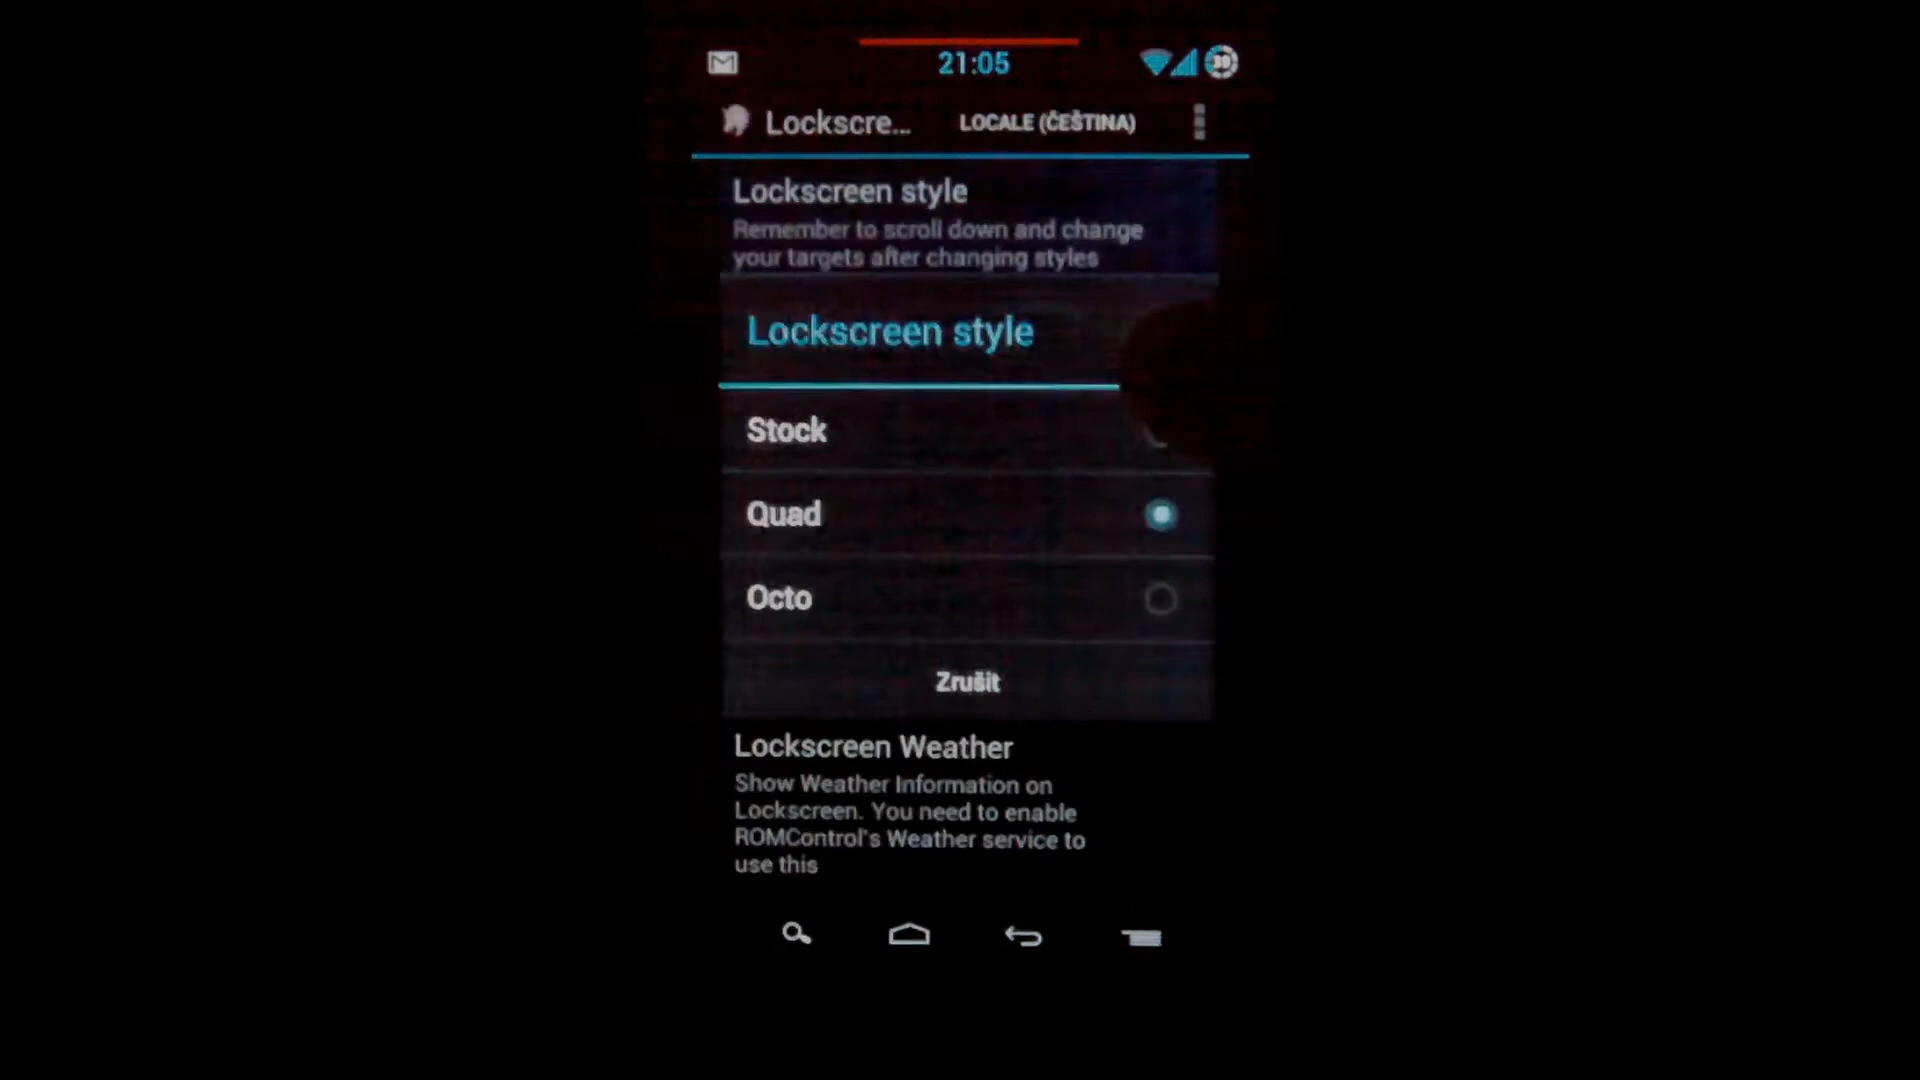 21:05
Lockscre... LOCALE (ČEŠTINA)
Lockscreen style
Remember to scroll down and change
your targets after changing styles
Lockscreen style
Stock
Quad
Octo
Zrušit
Lockscreen Weather
Show Weather Information on
Lockscreen. You need to enable
ROMControl's Weather service to
use this